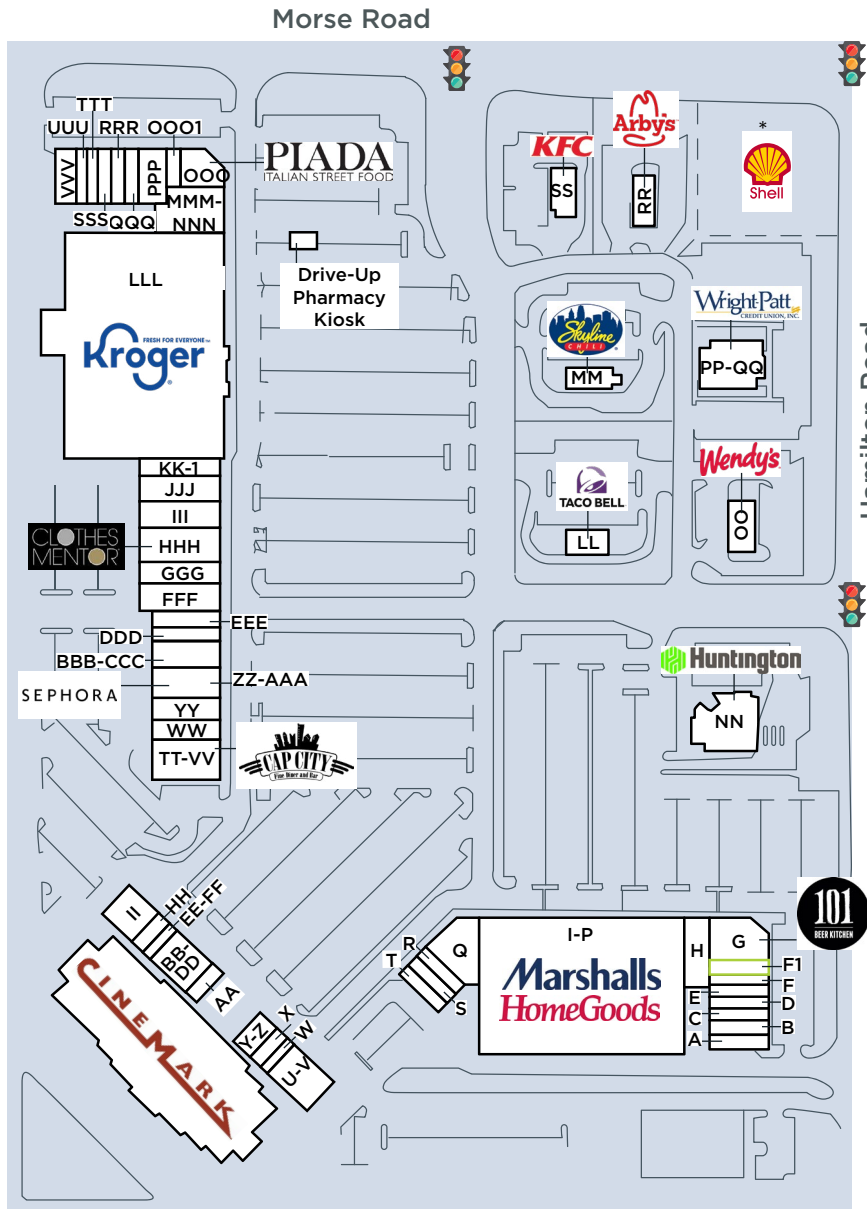 Morse Road
TTT
UUU
RRR
OOO1
VVV
PPP
OOO
SSS
QQQ
MMM-
NNN
PIADA
ITALIAN STREET FOOD
KFC
SS
Arby's
RR
*
Shell
LLL
FRESH FOR EVERYONE™
Kroger
Drive-Up
Pharmacy
Kiosk
Skyline
CHILI
MM
Wright-Patt
CREDIT UNION, INC.
PP-QQ
Hamilton Road
Wendy's
OO
TACO BELL
LL
KK-1
JJJ
III
CLOTHES
MENTOR
HHH
GGG
FFF
EEE
DDD
BBB-CCC
ZZ-AAA
SEPHORA
YY
WW
TT-VV
CAP CITY
Fine Diner and Bar
Huntington
NN
II
HH
EE-FF
BB-
DD
AA
CINEMARK
Y-Z
X
W
U-V
T
R
Q
S
I-P
Marshalls
HomeGoods
H
G
101
BEER KITCHEN
F1
F
E
D
C
B
A